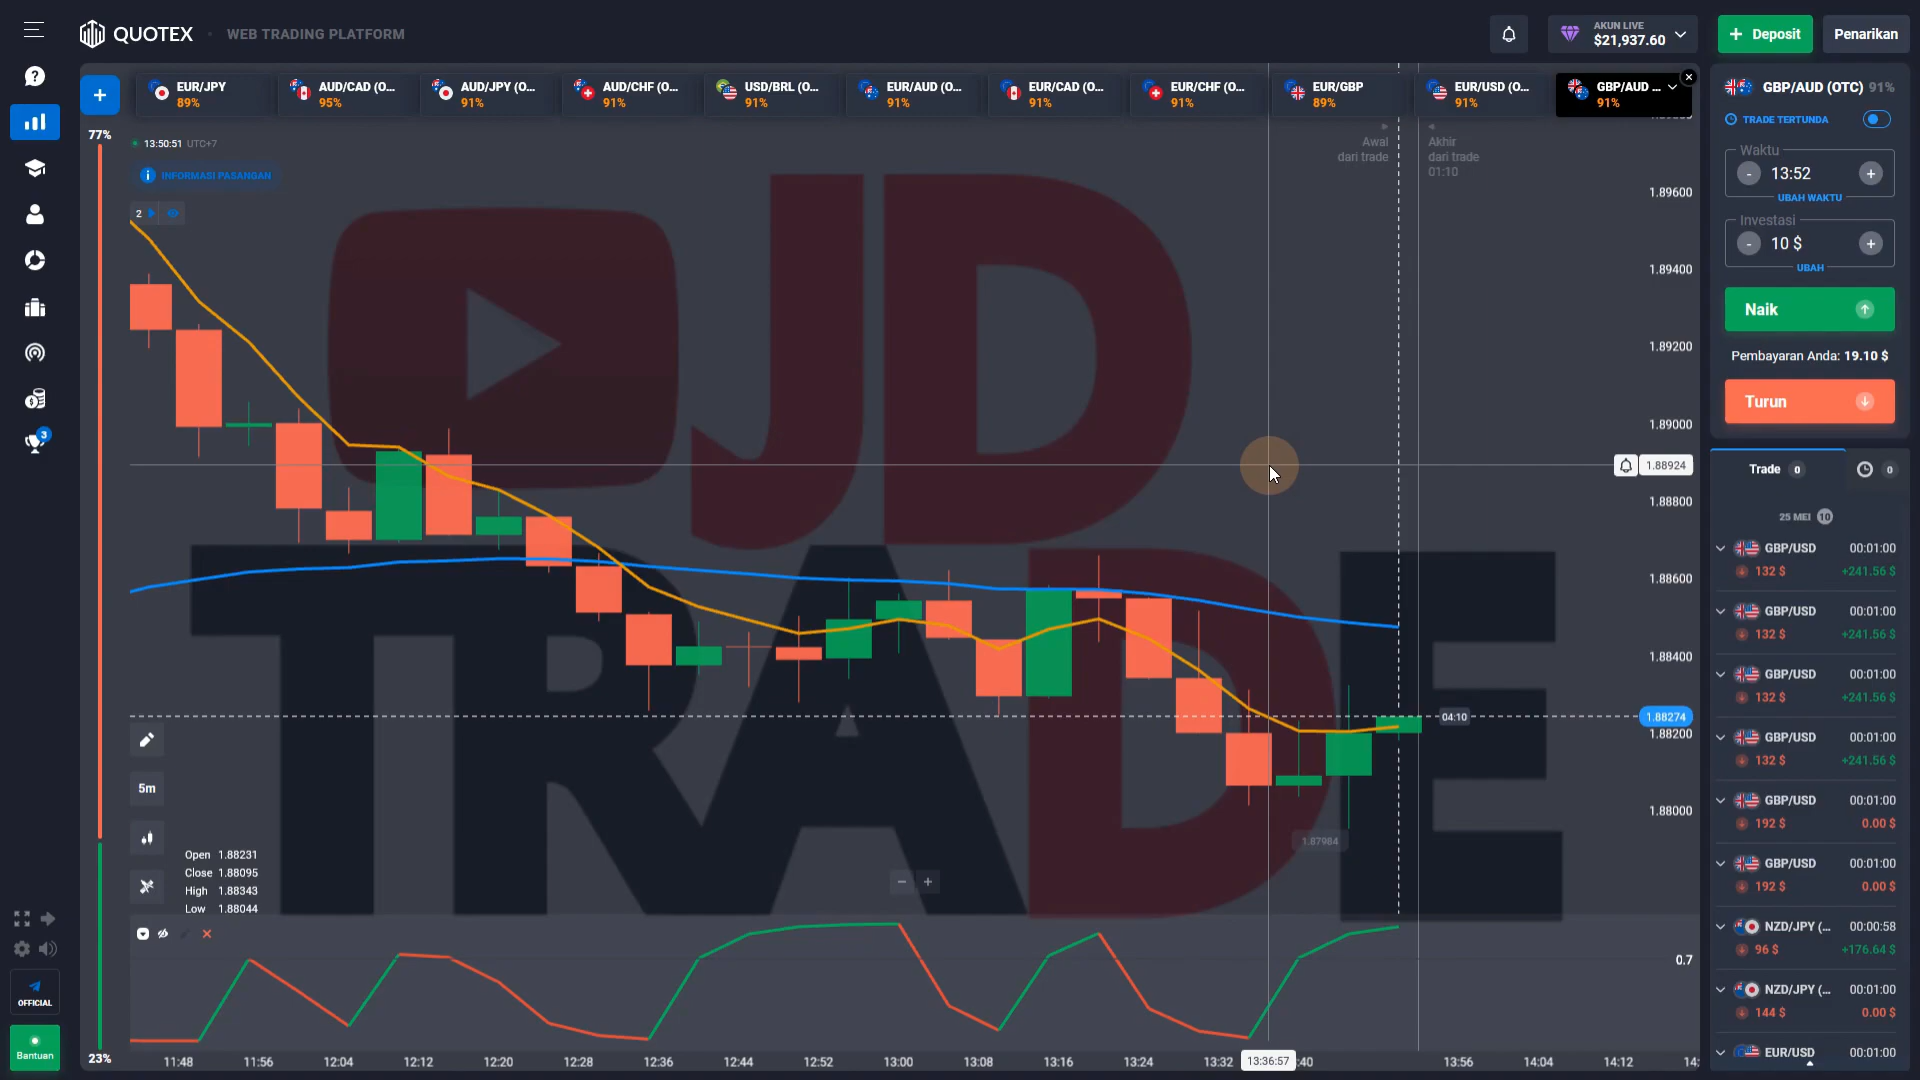 QUOTEX
WEB TRADING PLATFORM
AKUN LIVE
$21,937.60
+ Deposit
Penarikan
EUR/JPY
89%
AUD/CAD (O...
95%
AUD/JPY (O...
91%
AUD/CHF (O...
91%
USD/BRL (O...
91%
EUR/AUD (O...
91%
EUR/CAD (O...
91%
EUR/CHF (O...
91%
EUR/GBP
89%
EUR/USD (O...
91%
GBP/AUD ...
91%
77%
13:50:51 UTC+7
INFORMASI PASANGAN
2
Awal
dari trade
Akhir
dari trade
01:10
JD
TRADE
1.89600
1.89400
1.89200
1.89000
1.88924
1.88800
1.88600
1.88400
04:10
1.88274
1.88200
1.88000
1.87984
5m
Open 1.88231
Close 1.88095
High 1.88343
Low 1.88044
0.7
23%
11:48
11:56
12:04
12:12
12:20
12:28
12:36
12:44
12:52
13:00
13:08
13:16
13:24
13:32
13:36:57
:40
13:56
14:04
14:12
14:
3
OFFICIAL
Bantuan
GBP/AUD (OTC) 91%
TRADE TERTUNDA
Waktu
- 13:52 +
UBAH WAKTU
Investasi
- 10 $ +
UBAH
Naik
Pembayaran Anda: 19.10 $
Turun
Trade 0
0
25 MEI 10
GBP/USD 00:01:00
132 $ +241.56 $
GBP/USD 00:01:00
132 $ +241.56 $
GBP/USD 00:01:00
132 $ +241.56 $
GBP/USD 00:01:00
132 $ +241.56 $
GBP/USD 00:01:00
192 $ 0.00 $
GBP/USD 00:01:00
192 $ 0.00 $
NZD/JPY (... 00:00:58
96 $ +176.64 $
NZD/JPY (... 00:01:00
144 $ 0.00 $
EUR/USD 00:01:00